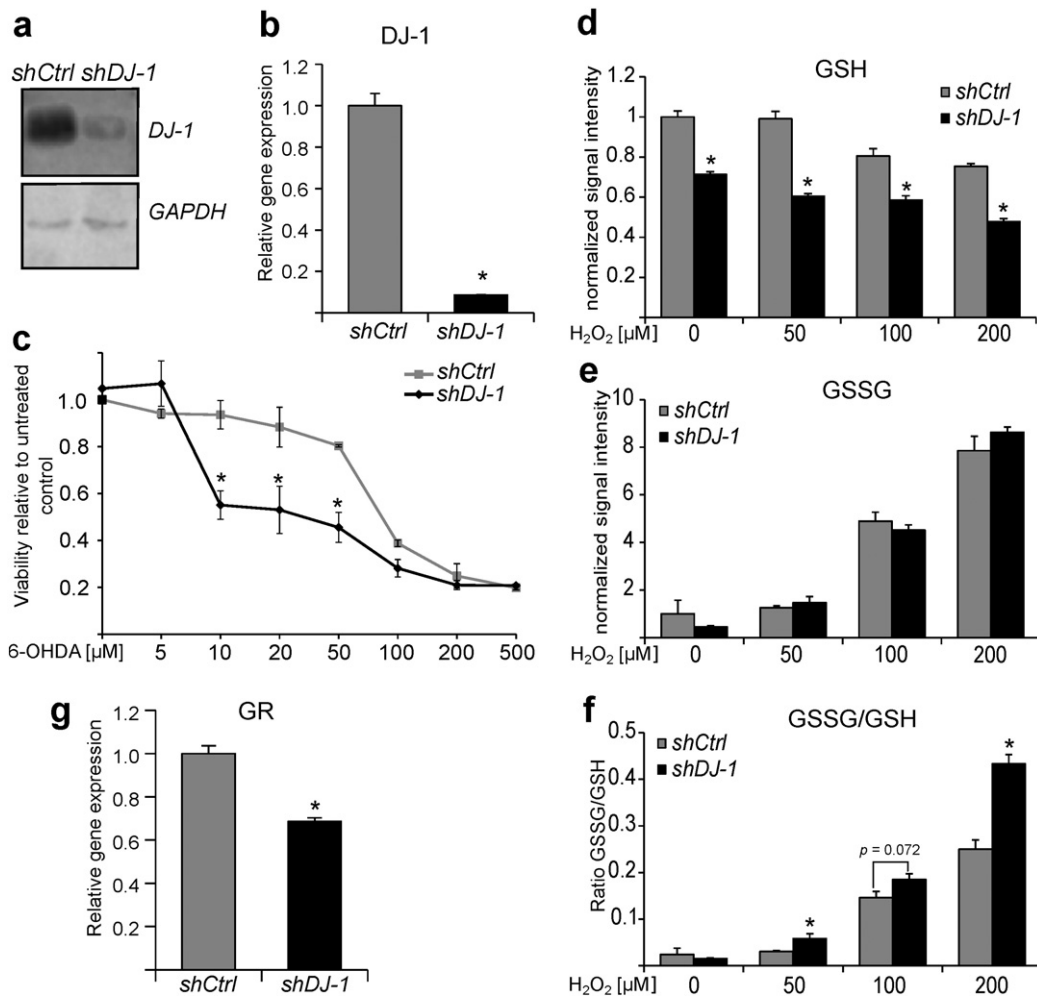 a
shCtrl shDJ-1
DJ-1
GAPDH
b
DJ-1
Relative gene expression
1.2
1.0
0.8
0.6
0.4
0.2
*
shCtrl
shDJ-1
c
Viability relative to untreated
control
1.0
0.8
0.6
0.4
0.2
shCtrl
shDJ-1
*
*
*
6-OHDA [µM]
5
10
20
50
100
200
500
d
GSH
normalized signal intensity
1.2
1
0.8
0.6
0.4
0.2
shCtrl
shDJ-1
*
*
*
*
H₂O₂ [µM]
0
50
100
200
e
GSSG
normalized signal intensity
10
8
6
4
2
shCtrl
shDJ-1
H₂O₂ [µM]
0
50
100
200
f
GSSG/GSH
Ratio GSSG/GSH
0.5
0.4
0.3
0.2
0.1
shCtrl
shDJ-1
*
p = 0.072
*
H₂O₂ [µM]
0
50
100
200
g
GR
Relative gene expression
1.2
1.0
0.8
0.6
0.4
0.2
*
shCtrl
shDJ-1